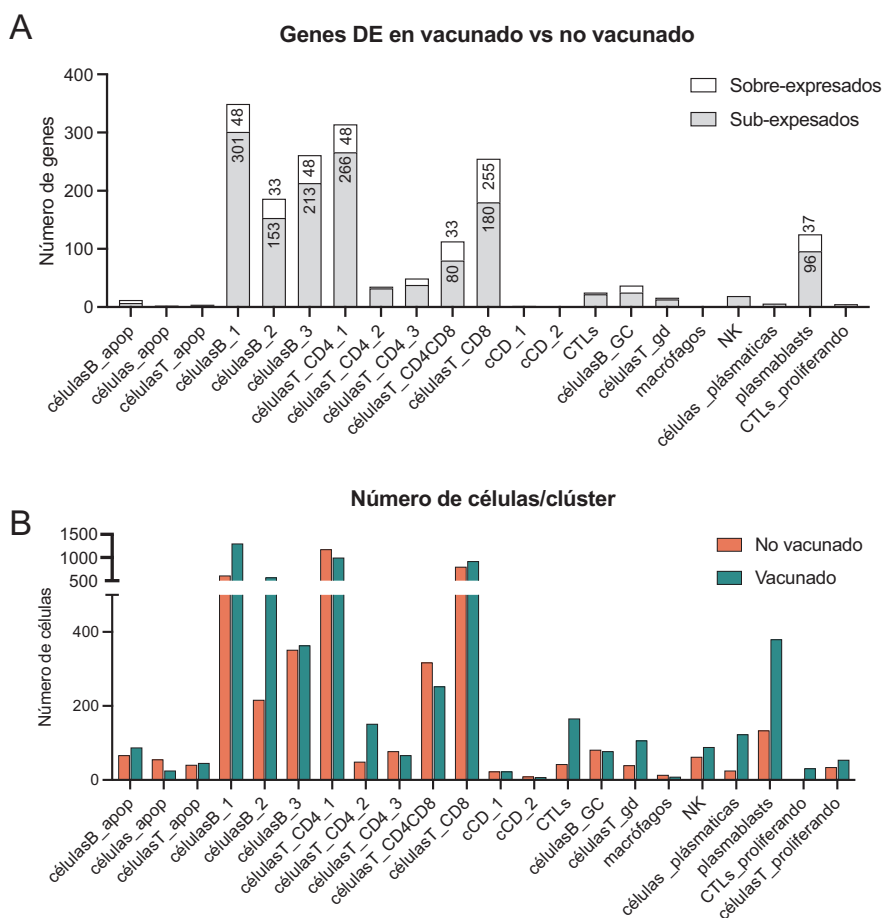 A
Genes DE en vacunado vs no vacunado
Número de genes
400
300
200
100
0
Sobre-expresados
Sub-expesados
48
301
33
153
48
213
48
266
33
80
255
180
37
96
célulasB_apop
células_apop
célulasT_apop
célulasB_1
célulasB_2
célulasB_3
célulasT_CD4_1
célulasT_CD4_2
célulasT_CD4_3
célulasT_CD4CD8
célulasT_CD8
cCD_1
cCD_2
CTLs
célulasB_GC
célulasT_gd
macrófagos
NK
células _plásmaticas
plasmablasts
CTLs_proliferando
B
Número de células/clúster
Número de células
1500
1000
500
400
200
0
No vacunado
Vacunado
célulasB_apop
células_apop
célulasT_apop
célulasB_1
célulasB_2
célulasB_3
célulasT_CD4_1
célulasT_CD4_2
célulasT_CD4_3
célulasT_CD4CD8
célulasT_CD8
cCD_1
cCD_2
CTLs
célulasB_GC
célulasT_gd
macrófagos
NK
células _plásmaticas
plasmablasts
CTLs_proliferando
célulasT_proliferando